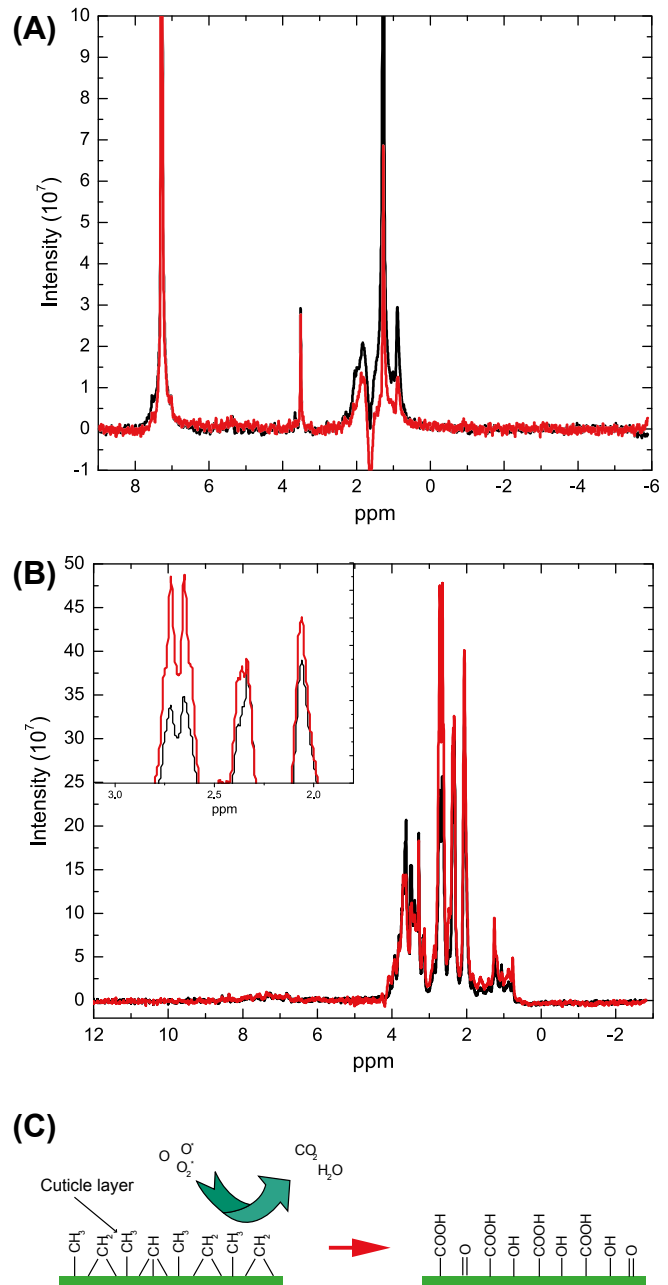 (A)
10
9
8
7
6
5
4
3
2
1
0
-1
Intensity (10⁷)
8 6 4 2 0 -2 -4 -6
ppm
(B)
50
45
40
35
30
25
20
15
10
5
0
Intensity (10⁷)
3.0 2.5 2.0
ppm
12 10 8 6 4 2 0 -2
ppm
(C)
O O* O₂* CO₂ H₂O
Cuticle layer
CH₃ CH₂ CH₃ CH CH₃ CH₂ CH₃ CH₂
COOH O COOH OH COOH OH COOH OH O